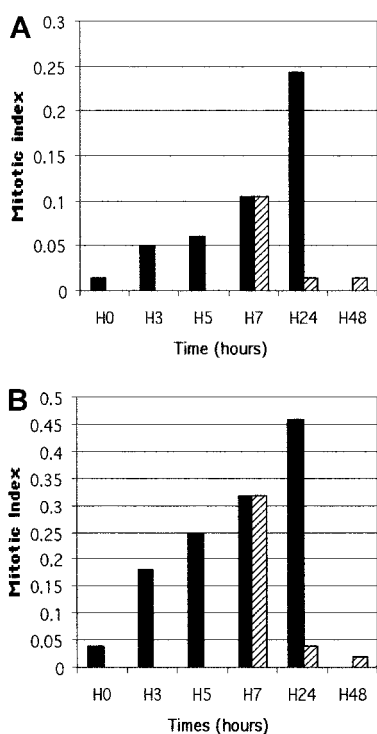 A
0.3
0.25
0.2
0.15
0.1
0.05
0
Mitotic index
H0 H3 H5 H7 H24 H48
Time (hours)
B
0.5
0.45
0.4
0.35
0.3
0.25
0.2
0.15
0.1
0.05
0
Mitotic Index
H0 H3 H5 H7 H24 H48
Times (hours)